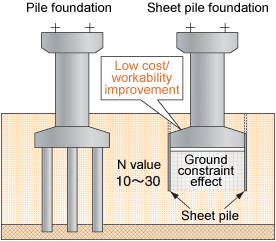 Pile foundation
Sheet pile foundation
Low cost/
workability
improvement
N value
10～30
Ground
constraint
effect
Sheet pile